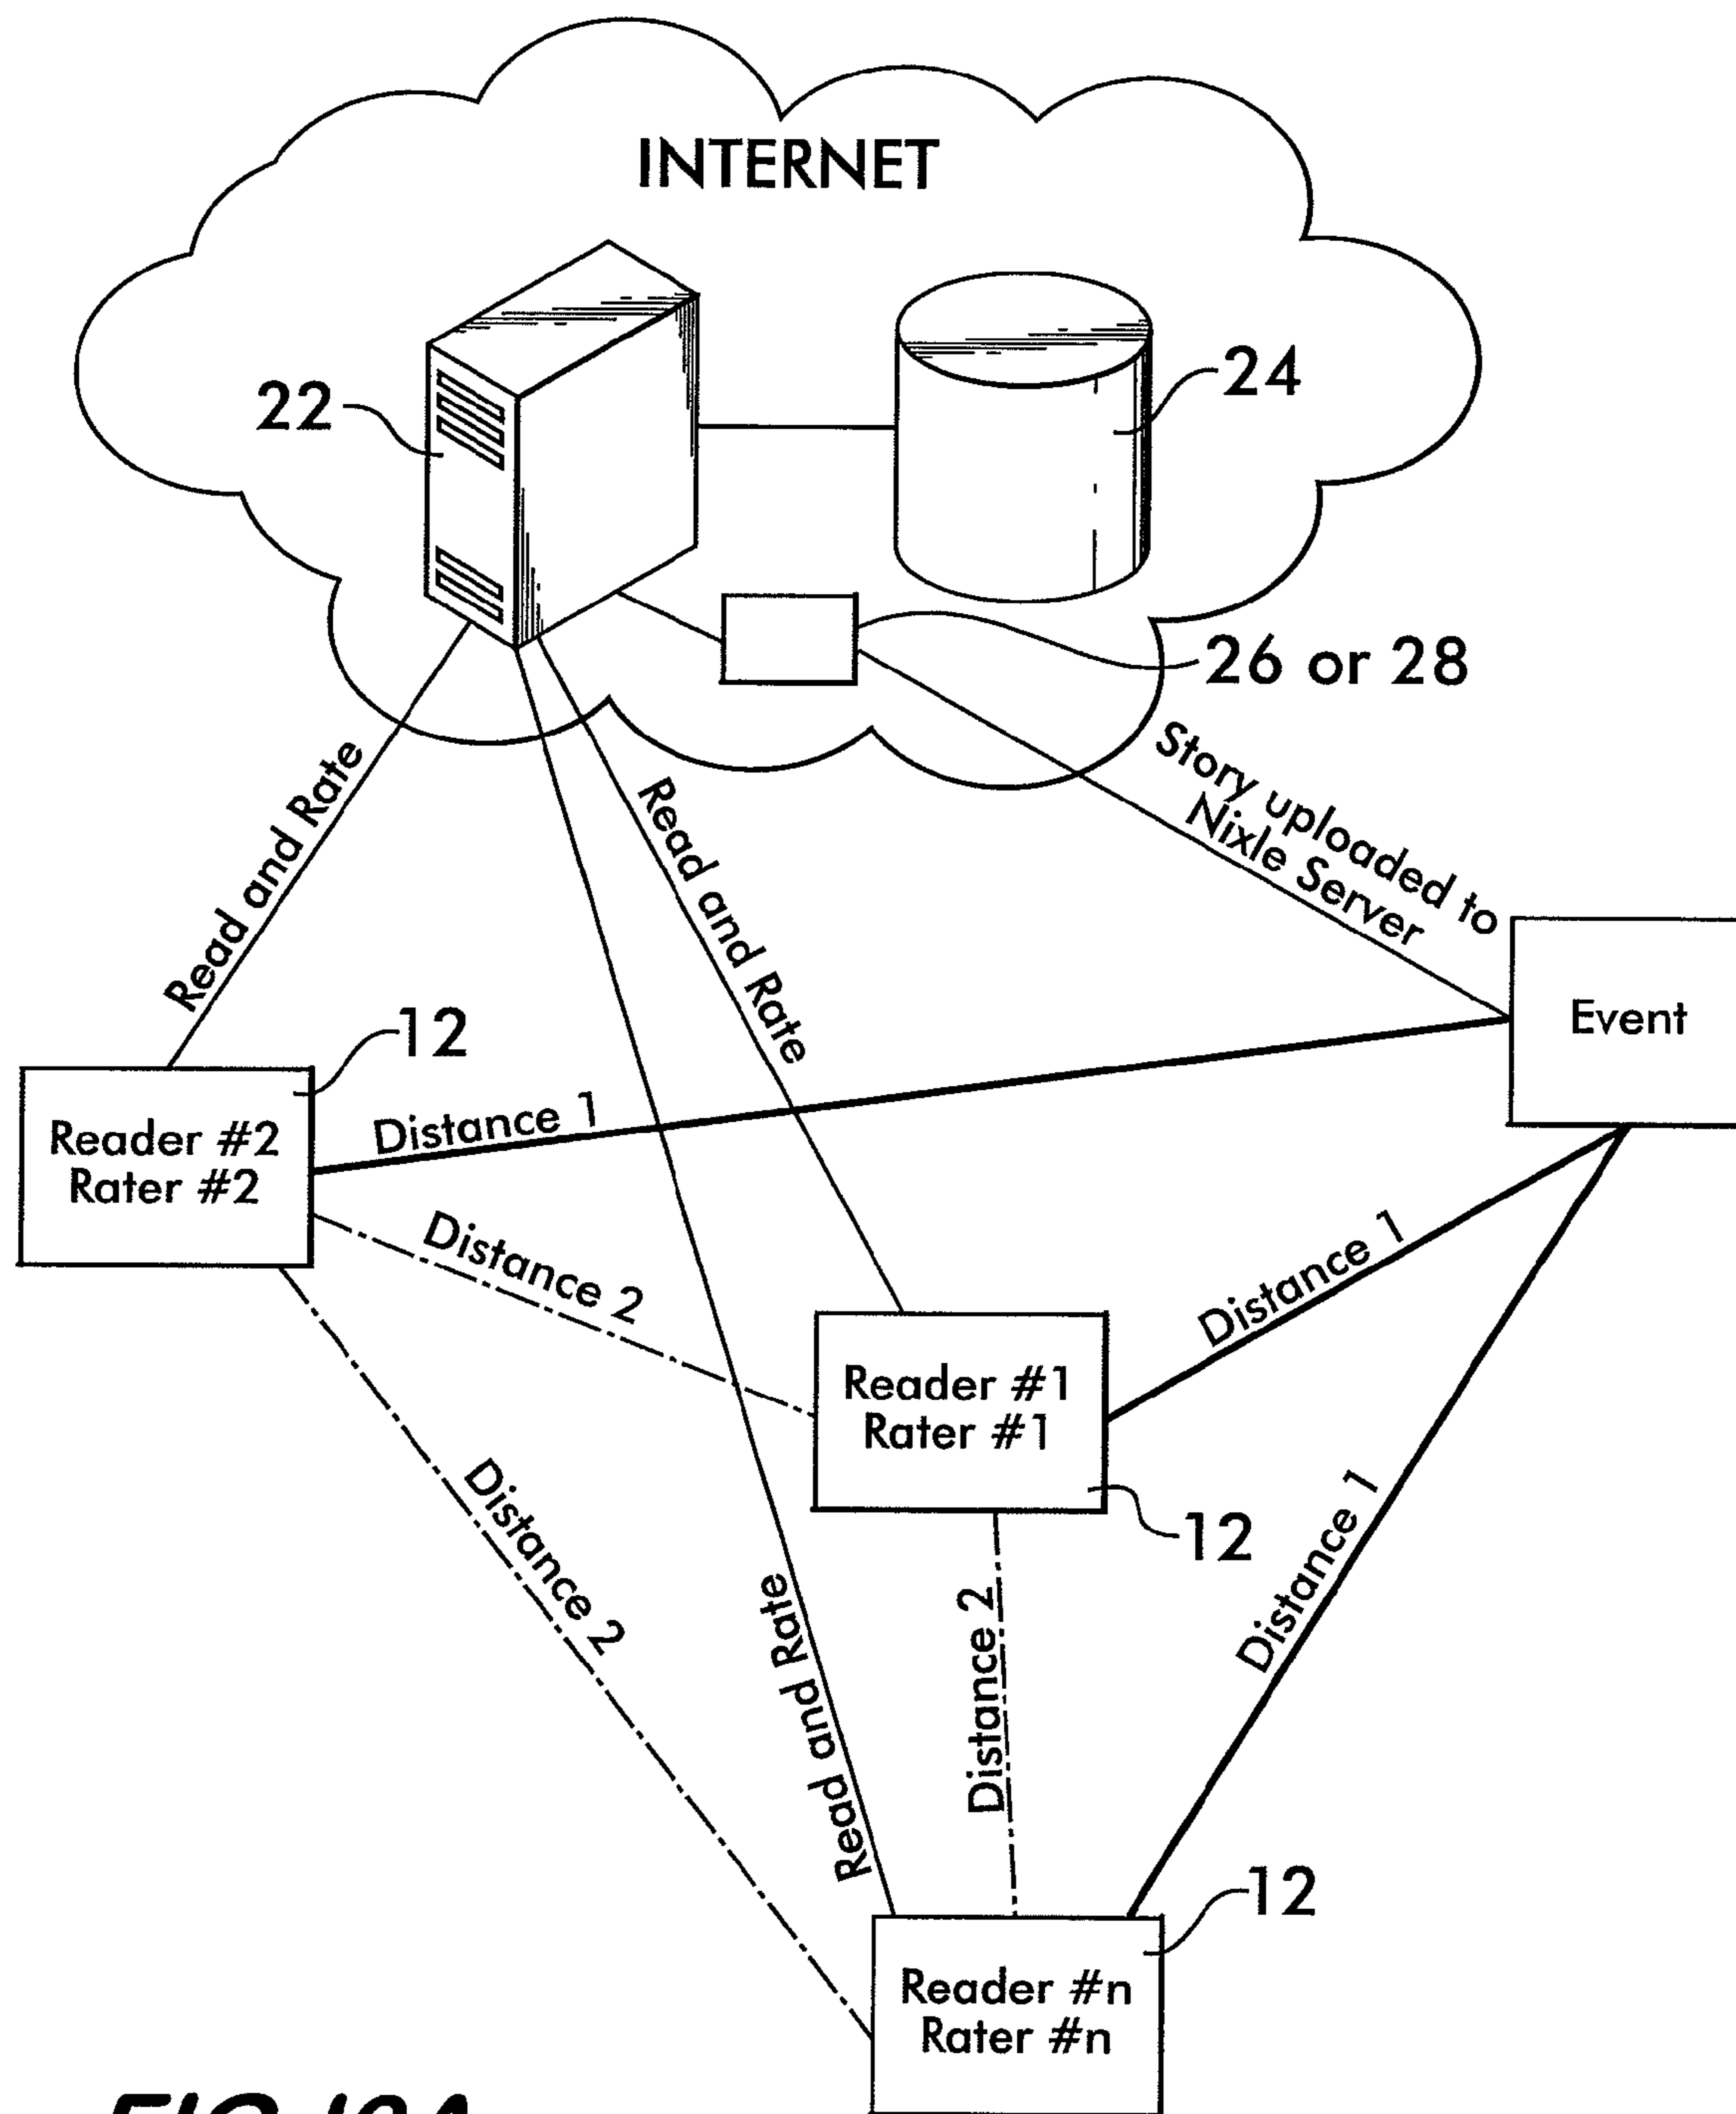 INTERNET
22
24
26 or 28
Story uploaded to
Nixle Server
Read and Rate
Read and Rate
Event
12
Reader #2
Rater #2
Distance 1
Distance 2
Distance 1
Reader #1
Rater #1
12
Distance 2
Distance 1
Read and Rate
Distance 2
12
Reader #n
Rater #n